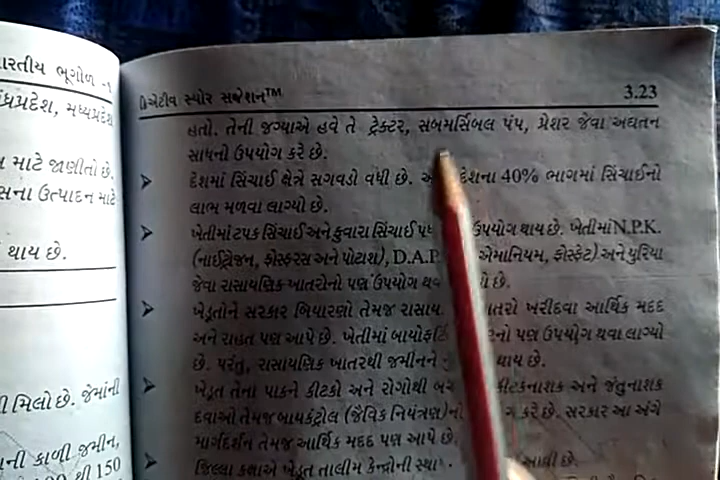 ારતીય ભૂગોળ -૧
ધ્રપ્રદેશ, મધ્યપ્રદેશ
માટે જાણીતો છે.
સના ઉત્પાદન માટે
થાય છે.
મિલો છે. જેમાંની
ની કાળી જમીન,
થી 150
ક્રિએટીવ સ્પોર સજેશન™ 3.23
હતો. તેની જગ્યાએ હવે તે ટ્રેક્ટર, સબમર્સિબલ પંપ, થ્રેશર જેવા અદ્યતન
સાધનો ઉપયોગ કરે છે.
➤ દેશમાં સિંચાઈ ક્ષેત્રે સગવડો વધી છે. દેશના 40% ભાગમાં સિંચાઈનો
લાભ મળવા લાગ્યો છે.
➤ ખેતીમાં ટપક સિંચાઈ અને ફુવારા સિંચાઈ ઉપયોગ થાય છે. ખેતીમાં N.P.K.
(નાઈટ્રોજન, ફોસ્ફરસ અને પોટાશ), D.A.P એમોનિયમ, ફોસ્ફેટ) અને યુરિયા
જેવા રાસાયણિક ખાતરોનો પણ ઉપયોગ છે.
➤ ખેડૂતોને સરકાર બિયારણો તેમજ ખરીદવા આર્થિક મદદ
અને રાહત પણ આપે છે. ખેતીમાં પણ ઉપયોગ થવા લાગ્યો
છે. પરંતુ, રાસાયણિક ખાતરથી જમીનને થાય છે.
➤ ખેડૂત તેના પાકને કીટકો અને રોગોથી કીટકનાશક અને જંતુનાશક
દવાઓ તેમજ બાયકંટ્રોલ (જૈવિક નિયંત્રણ)નો કરે છે. સરકાર આ અંગે
માર્ગદર્શન તેમજ આર્થિક મદદ પણ આપે છે.
➤ જિલ્લા કક્ષાએ ખેડૂત તાલીમ કેન્દ્રોની આવી છે.